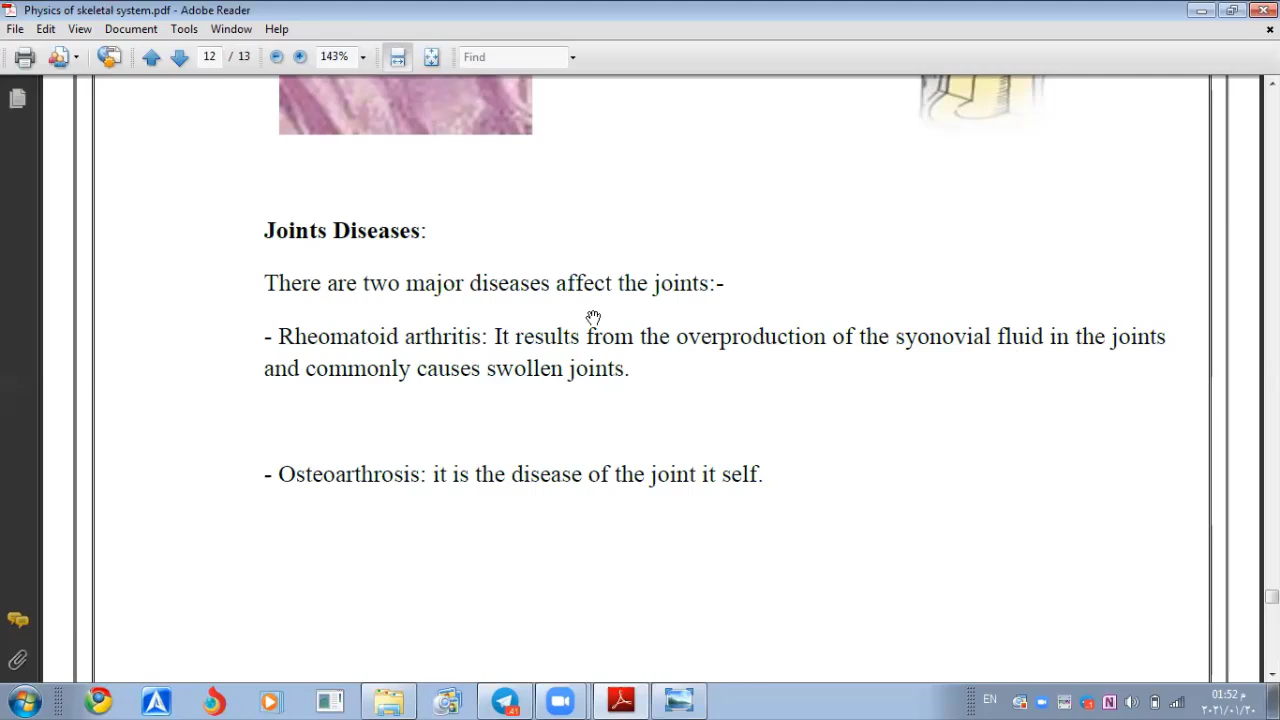 Physics of skeletal system.pdf - Adobe Reader
File Edit View Document Tools Window Help
12 / 13 143% Find
Joints Diseases:
There are two major diseases affect the joints:-
- Rheomatoid arthritis: It results from the overproduction of the syonovial fluid in the joints
and commonly causes swollen joints.
- Osteoarthrosis: it is the disease of the joint it self.
EN
01:52 م
٢٠٢١/٠١/٢٠